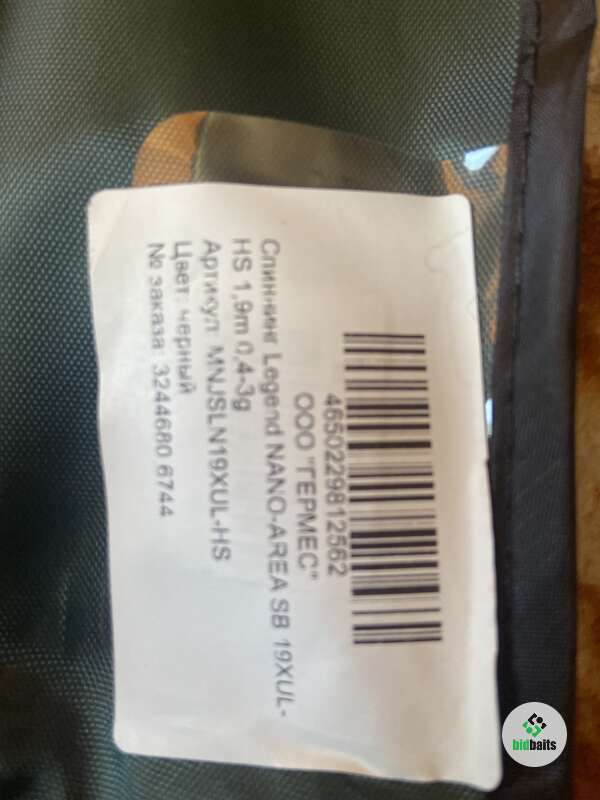 4650229812562
ООО "ГЕРМЕС"
Спиннинг Legend NANO-AREA SB 19XUL-
HS 1,9m 0,4-3g
Артикул: MNJSLN19XUL-HS
Цвет: черный
№ заказа: 3244680 6744
bidbaits